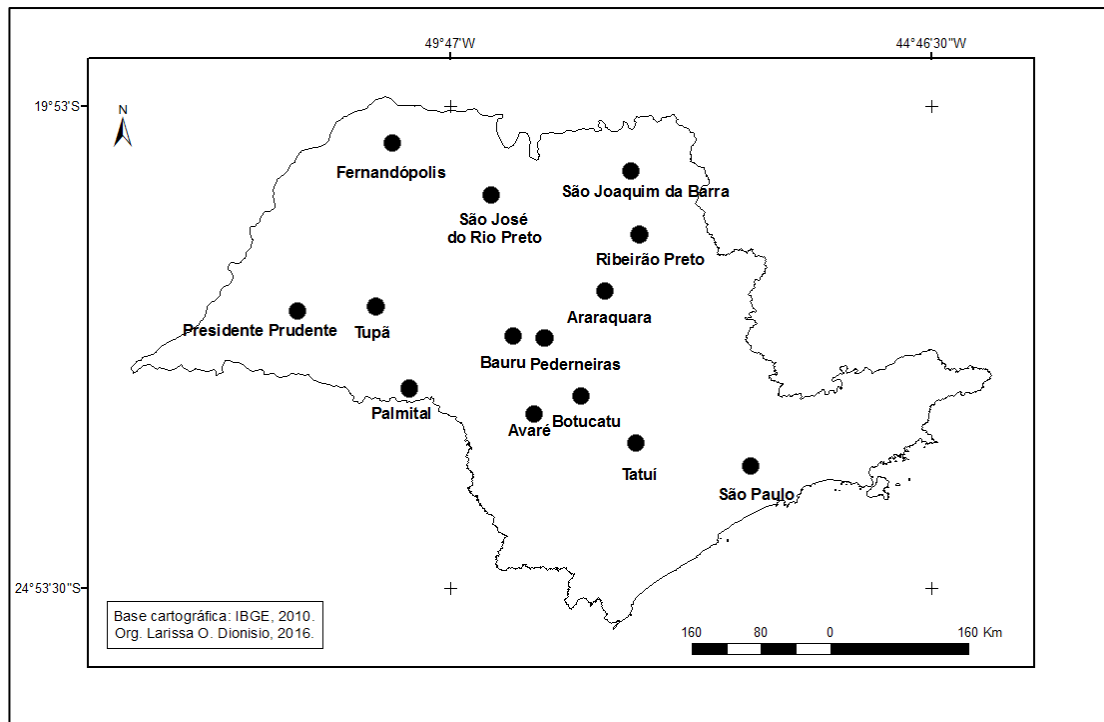 49°47'W
44°46'30"W
19°53'S
N
Fernandópolis
São Joaquim da Barra
São José
do Rio Preto
Ribeirão Preto
Araraquara
Presidente Prudente
Tupã
Bauru
Pederneiras
Palmital
Botucatu
Avaré
Tatuí
São Paulo
24°53'30"S
Base cartográfica: IBGE, 2010.
Org. Larissa O. Dionisio, 2016.
160 80 0 160 Km